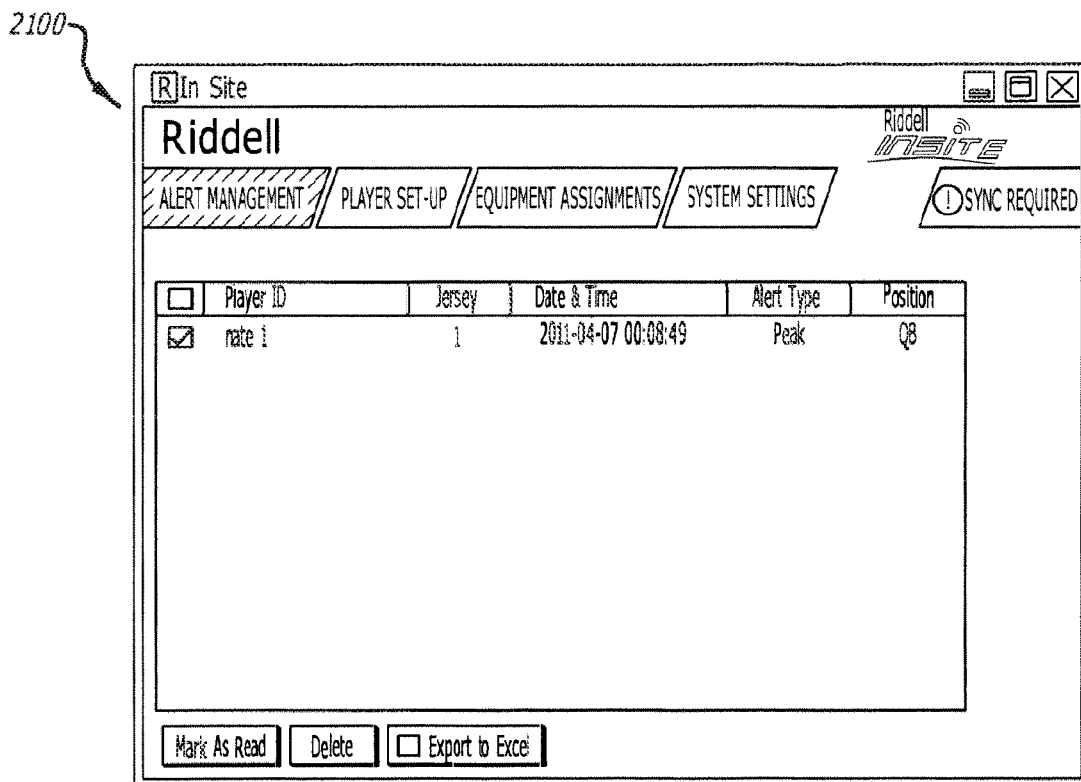 2100
R In Site
Riddell
Riddell
INSITE
ALERT MANAGEMENT PLAYER SET-UP EQUIPMENT ASSIGNMENTS SYSTEM SETTINGS ! SYNC REQUIRED
Player ID Jersey Date & Time Alert Type Position
nate i 1 2011-04-07 00:08:49 Peak QB
Mark As Read Delete Export to Excel